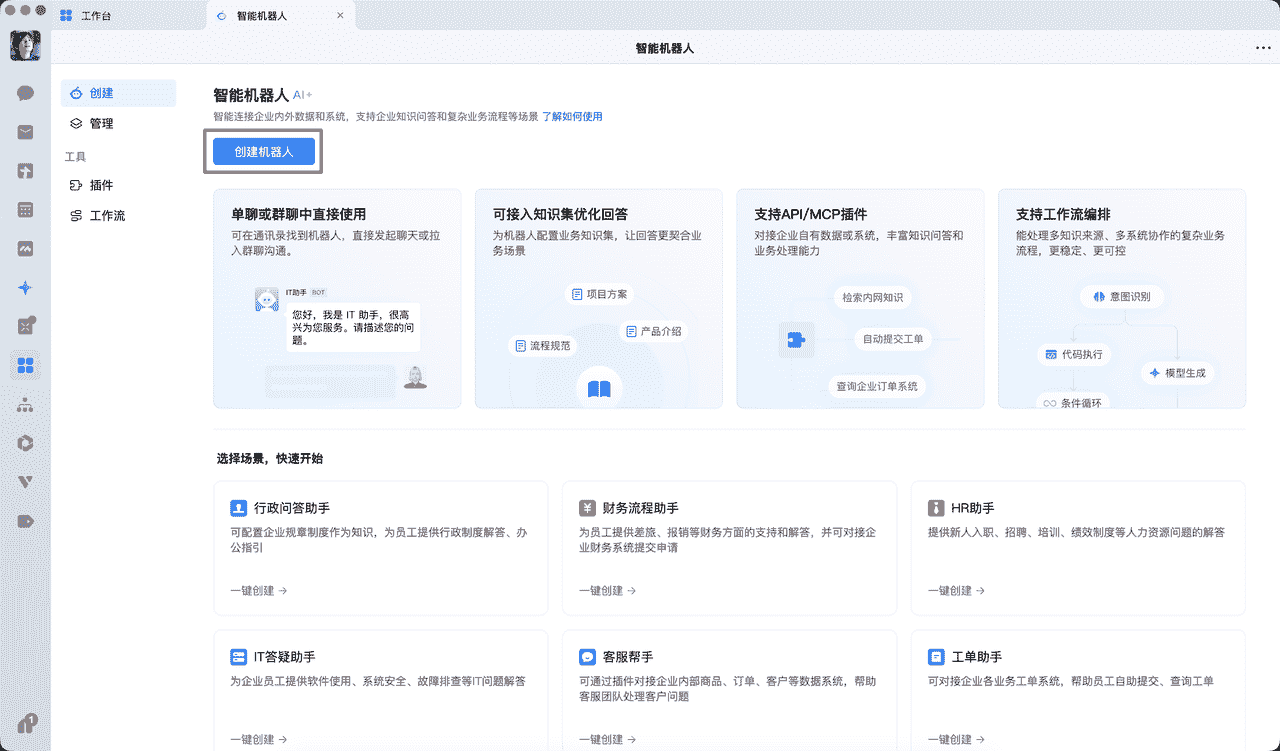 工作台
智能机器人
智能机器人
创建
管理
工具
插件
工作流
智能机器人 AI+
智能连接企业内外数据和系统，支持企业知识问答和复杂业务流程等场景 了解如何使用
创建机器人
单聊或群聊中直接使用
可在通讯录找到机器人，直接发起聊天或拉
入群聊沟通。
IT助手 BOT
您好，我是 IT 助手，很高
兴为您服务。请描述您的问
题。
可接入知识集优化回答
为机器人配置业务知识集，让回答更契合业
务场景
项目方案
产品介绍
流程规范
支持API/MCP插件
对接企业自有数据或系统，丰富知识问答和
业务处理能力
检索内网知识
自动提交工单
查询企业订单系统
支持工作流编排
能处理多知识来源、多系统协作的复杂业务
流程，更稳定、更可控
意图识别
代码执行
模型生成
条件循环
选择场景，快速开始
行政问答助手
可配置企业规章制度作为知识，为员工提供行政制度解答、办
公指引
一键创建 →
财务流程助手
为员工提供差旅、报销等财务方面的支持和解答，并可对接企
业财务系统提交申请
一键创建 →
HR助手
提供新人入职、招聘、培训、绩效制度等人力资源问题的解答
一键创建 →
IT答疑助手
为企业员工提供软件使用、系统安全、故障排查等IT问题解答
一键创建 →
客服帮手
可通过插件对接企业内部商品、订单、客户等数据系统，帮助
客服团队处理客户问题
一键创建 →
工单助手
可对接企业各业务工单系统，帮助员工自助提交、查询工单
一键创建 →
1